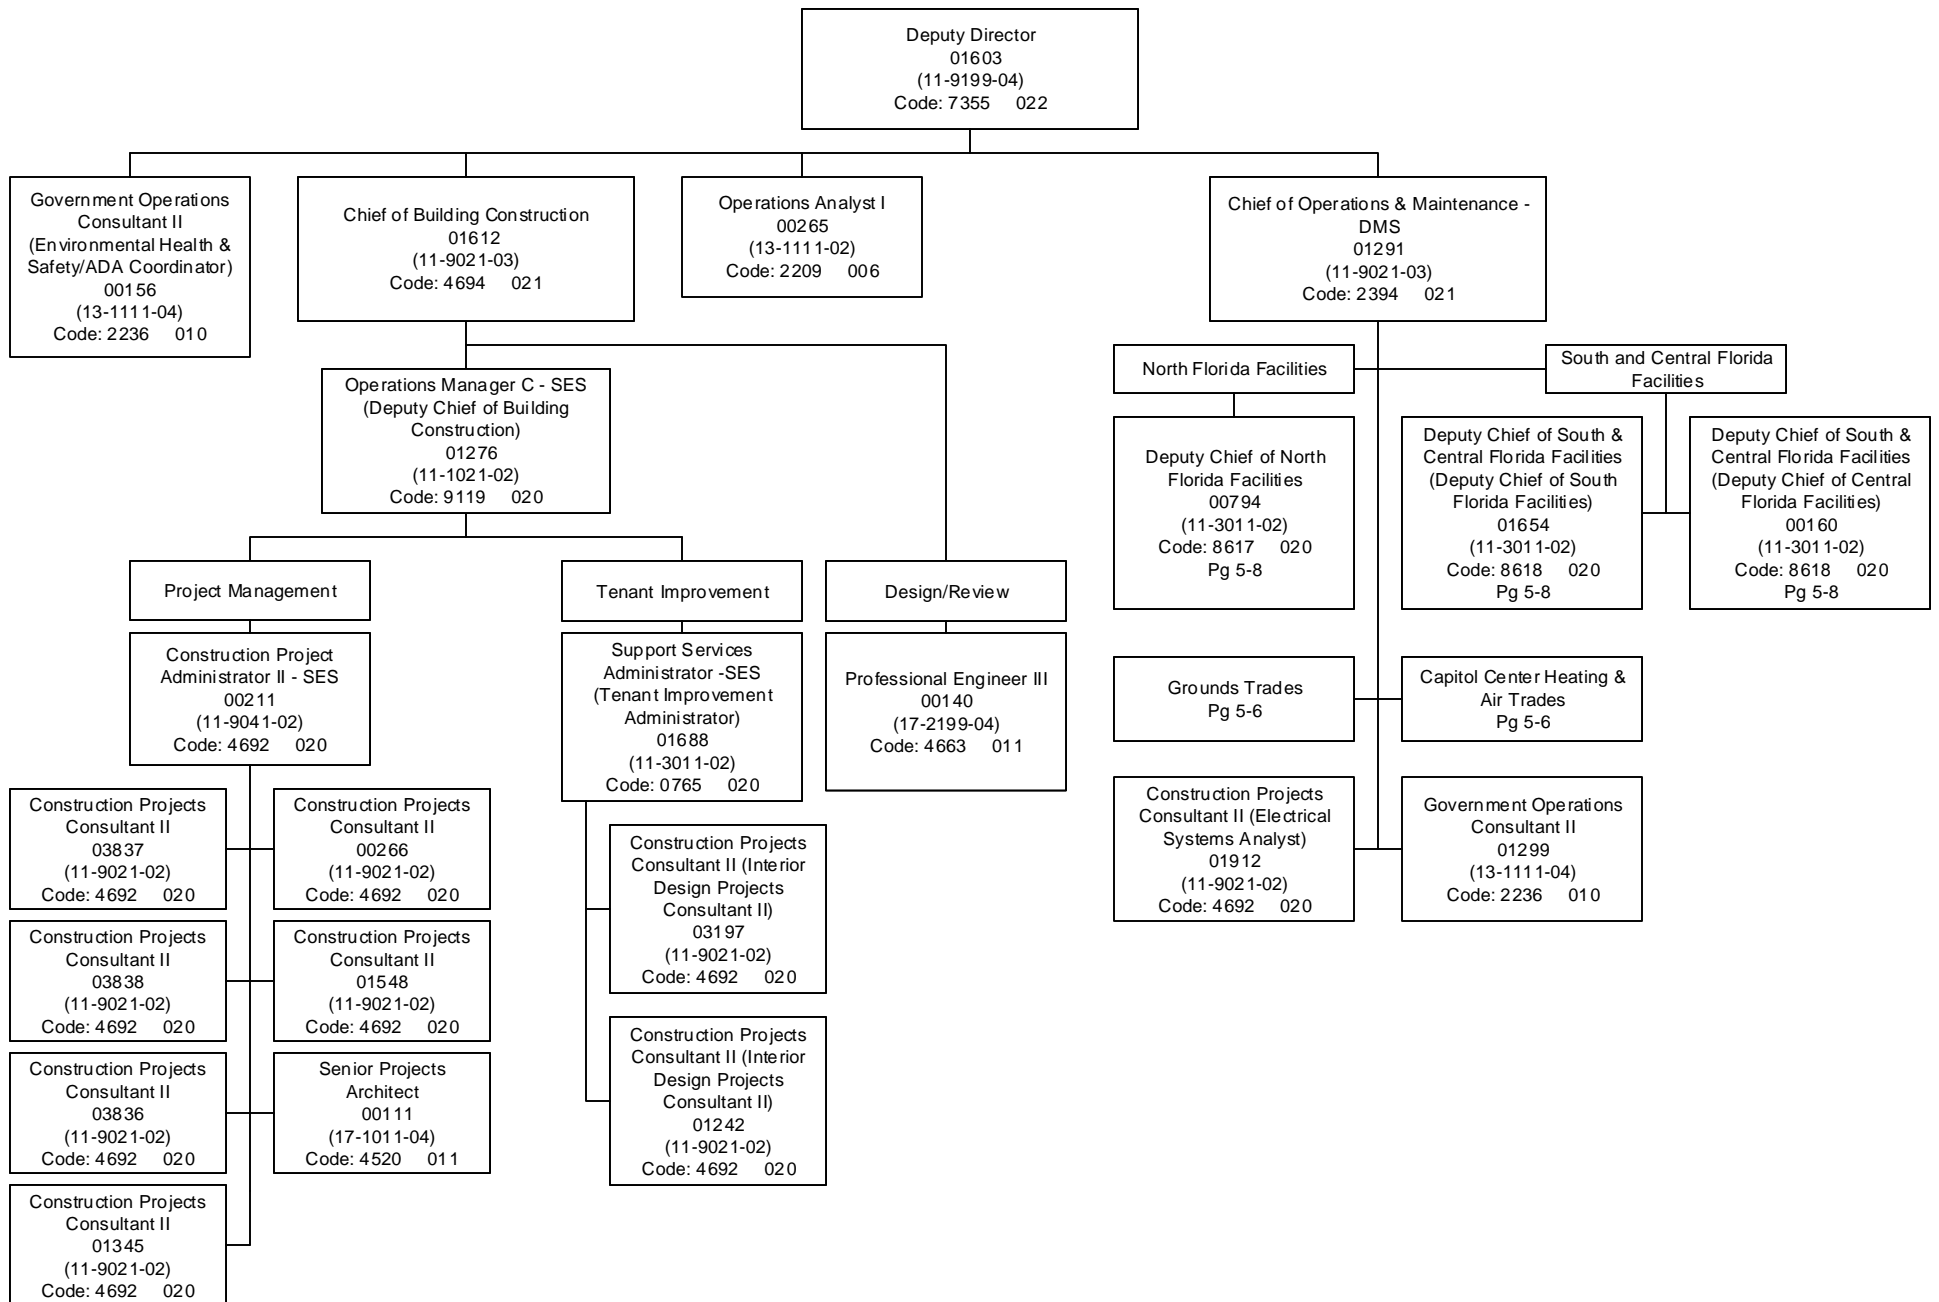 Deputy Director
01603
(11-9199-04)
Code: 7355 022
Government Operations
Consultant II
(Environmental Health &
Safety/ADA Coordinator)
00156
(13-1111-04)
Code: 2236 010
Chief of Building Construction
01612
(11-9021-03)
Code: 4694 021
Operations Analyst I
00265
(13-1111-02)
Code: 2209 006
Chief of Operations & Maintenance -
DMS
01291
(11-9021-03)
Code: 2394 021
Operations Manager C - SES
(Deputy Chief of Building
Construction)
01276
(11-1021-02)
Code: 9119 020
North Florida Facilities
South and Central Florida
Facilities
Deputy Chief of North
Florida Facilities
00794
(11-3011-02)
Code: 8617 020
Pg 5-8
Deputy Chief of South &
Central Florida Facilities
(Deputy Chief of South
Florida Facilities)
01654
(11-3011-02)
Code: 8618 020
Pg 5-8
Deputy Chief of South &
Central Florida Facilities
(Deputy Chief of Central
Florida Facilities)
00160
(11-3011-02)
Code: 8618 020
Pg 5-8
Project Management
Tenant Improvement
Design/Review
Construction Project
Administrator II - SES
00211
(11-9041-02)
Code: 4692 020
Support Services
Administrator -SES
(Tenant Improvement
Administrator)
01688
(11-3011-02)
Code: 0765 020
Professional Engineer III
00140
(17-2199-04)
Code: 4663 011
Grounds Trades
Pg 5-6
Capitol Center Heating &
Air Trades
Pg 5-6
Construction Projects
Consultant II
03837
(11-9021-02)
Code: 4692 020
Construction Projects
Consultant II
00266
(11-9021-02)
Code: 4692 020
Construction Projects
Consultant II (Interior
Design Projects
Consultant II)
03197
(11-9021-02)
Code: 4692 020
Construction Projects
Consultant II (Electrical
Systems Analyst)
01912
(11-9021-02)
Code: 4692 020
Government Operations
Consultant II
01299
(13-1111-04)
Code: 2236 010
Construction Projects
Consultant II
03838
(11-9021-02)
Code: 4692 020
Construction Projects
Consultant II
01548
(11-9021-02)
Code: 4692 020
Construction Projects
Consultant II (Interior
Design Projects
Consultant II)
01242
(11-9021-02)
Code: 4692 020
Construction Projects
Consultant II
03836
(11-9021-02)
Code: 4692 020
Senior Projects
Architect
00111
(17-1011-04)
Code: 4520 011
Construction Projects
Consultant II
01345
(11-9021-02)
Code: 4692 020